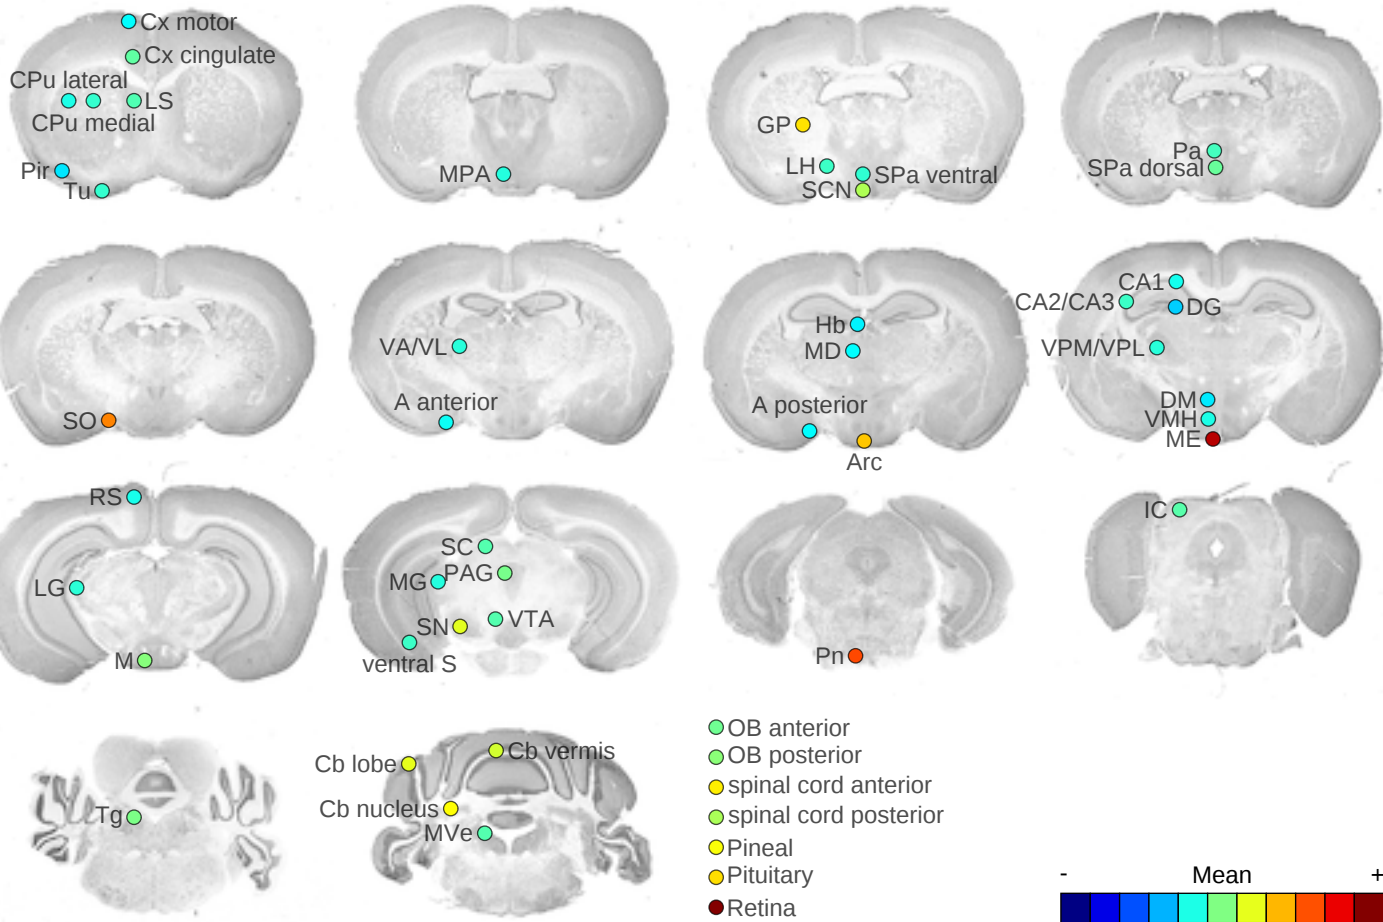 Cx motor
Cx cingulate
CPu lateral
LS
CPu medial
Pir
Tu
MPA
GP
LH
SPa ventral
SCN
Pa
SPa dorsal
SO
VA/VL
A anterior
Hb
MD
A posterior
Arc
CA1
CA2/CA3
DG
VPM/VPL
DM
VMH
ME
RS
LG
M
SC
MG
PAG
SN
VTA
ventral S
Pn
IC
Tg
Cb lobe
Cb vermis
Cb nucleus
MVe
OB anterior
OB posterior
spinal cord anterior
spinal cord posterior
Pineal
Pituitary
Retina
- Mean +